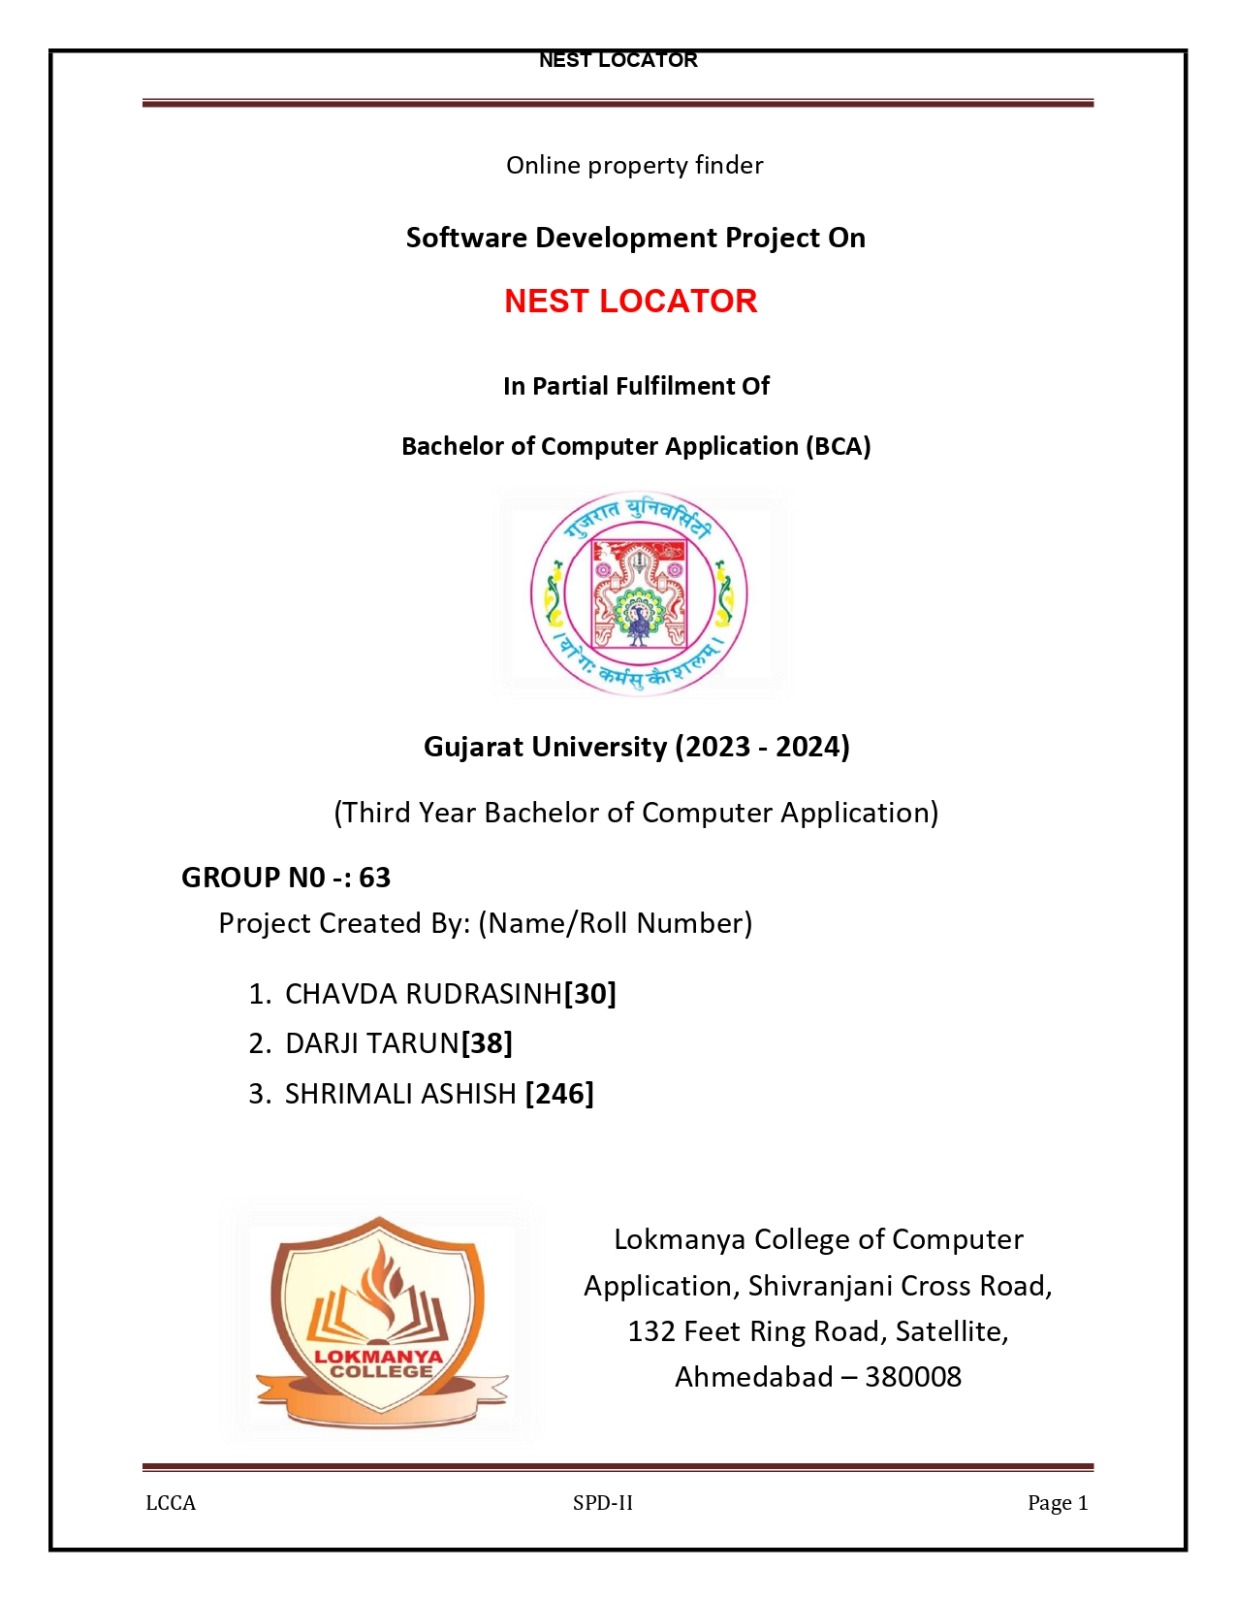 NEST LOCATOR
Online property finder
Software Development Project On
NEST LOCATOR
In Partial Fulfilment Of
Bachelor of Computer Application (BCA)
गुजरात युनिवर्सिटी
। योगः कर्मसु कौशलम् ।
Gujarat University (2023 - 2024)
(Third Year Bachelor of Computer Application)
GROUP N0 -: 63
Project Created By: (Name/Roll Number)
1. CHAVDA RUDRASINH[30]
2. DARJI TARUN[38]
3. SHRIMALI ASHISH [246]
LOKMANYA
COLLEGE
Lokmanya College of Computer
Application, Shivranjani Cross Road,
132 Feet Ring Road, Satellite,
Ahmedabad – 380008
LCCA SPD-II Page 1